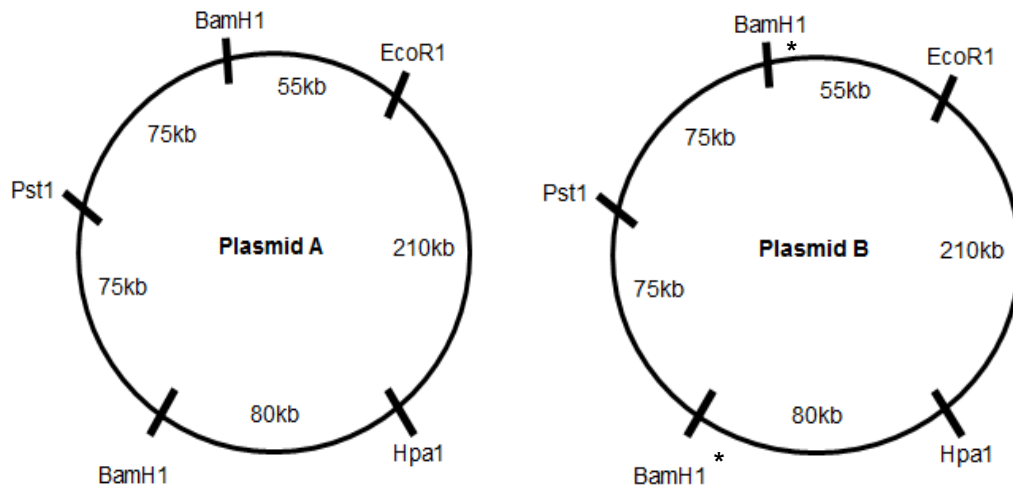 BamH1
EcoR1
55kb
75kb
Pst1
Plasmid A
210kb
75kb
80kb
BamH1
Hpa1
BamH1 *
EcoR1
55kb
75kb
Pst1
Plasmid B
210kb
75kb
80kb
BamH1 *
Hpa1